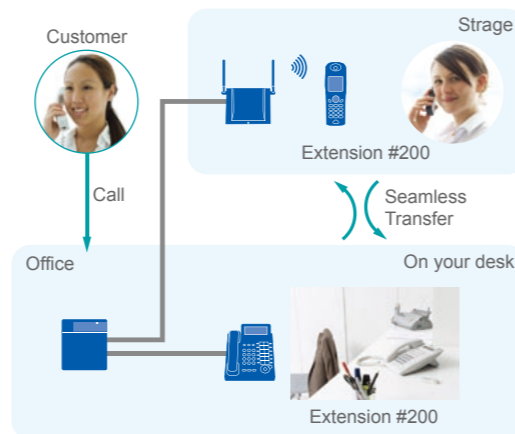 Customer
Strage
Extension #200
Call
Seamless
Transfer
Office
On your desk
Extension #200